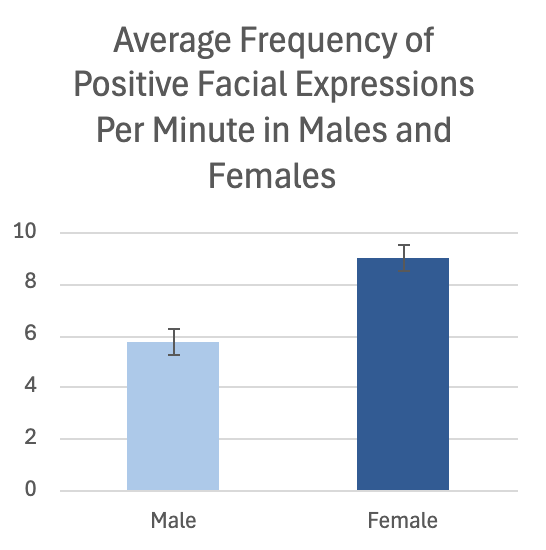 Average Frequency of
Positive Facial Expressions
Per Minute in Males and
Females
10
8
6
4
2
0
Male Female